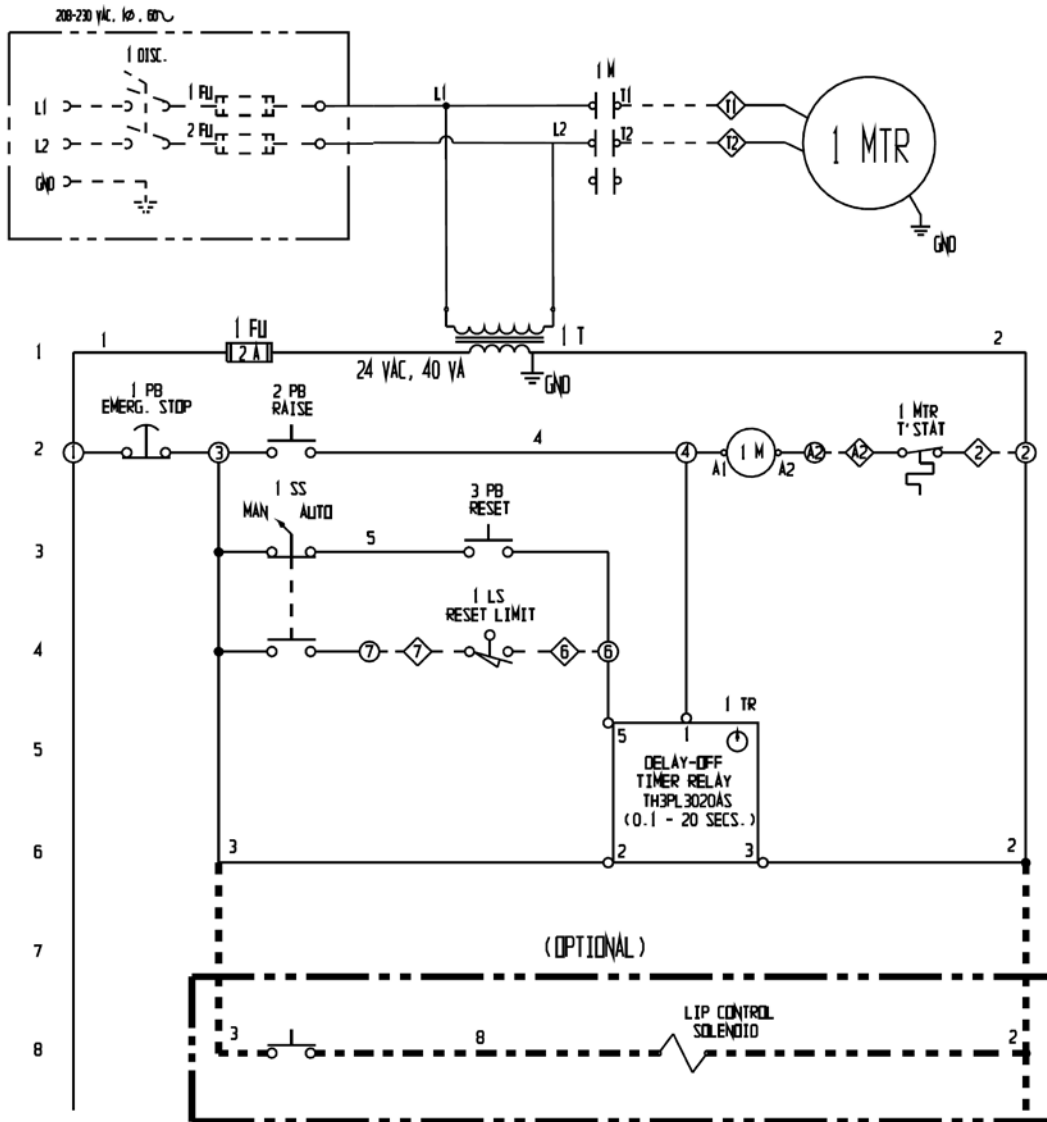 208-230 VAC, 1Ø, 60∿
1 DISC.
1 FU
L1
2 FU
L2
GND
L1
L2
1 M
T1
T2
T1
T2
1 MTR
GND
1
1
1 FU
2 A
24 VAC, 40 VA
1 T
GND
2
2
1
1 PB
EMERG. STOP
3
2 PB
RAISE
4
4
A1
1 M
A2
A2
A2
1 MTR
T'STAT
2
2
3
1 SS
MAN
AUTO
5
3 PB
RESET
4
7
7
1 LS
RESET LIMIT
6
6
5
5
1
1 TR
DELAY-OFF
TIMER RELAY
TH3PL3020AS
(0.1 - 20 SECS.)
6
3
2
3
2
7
(OPTIONAL)
8
3
8
LIP CONTROL
SOLENOID
2